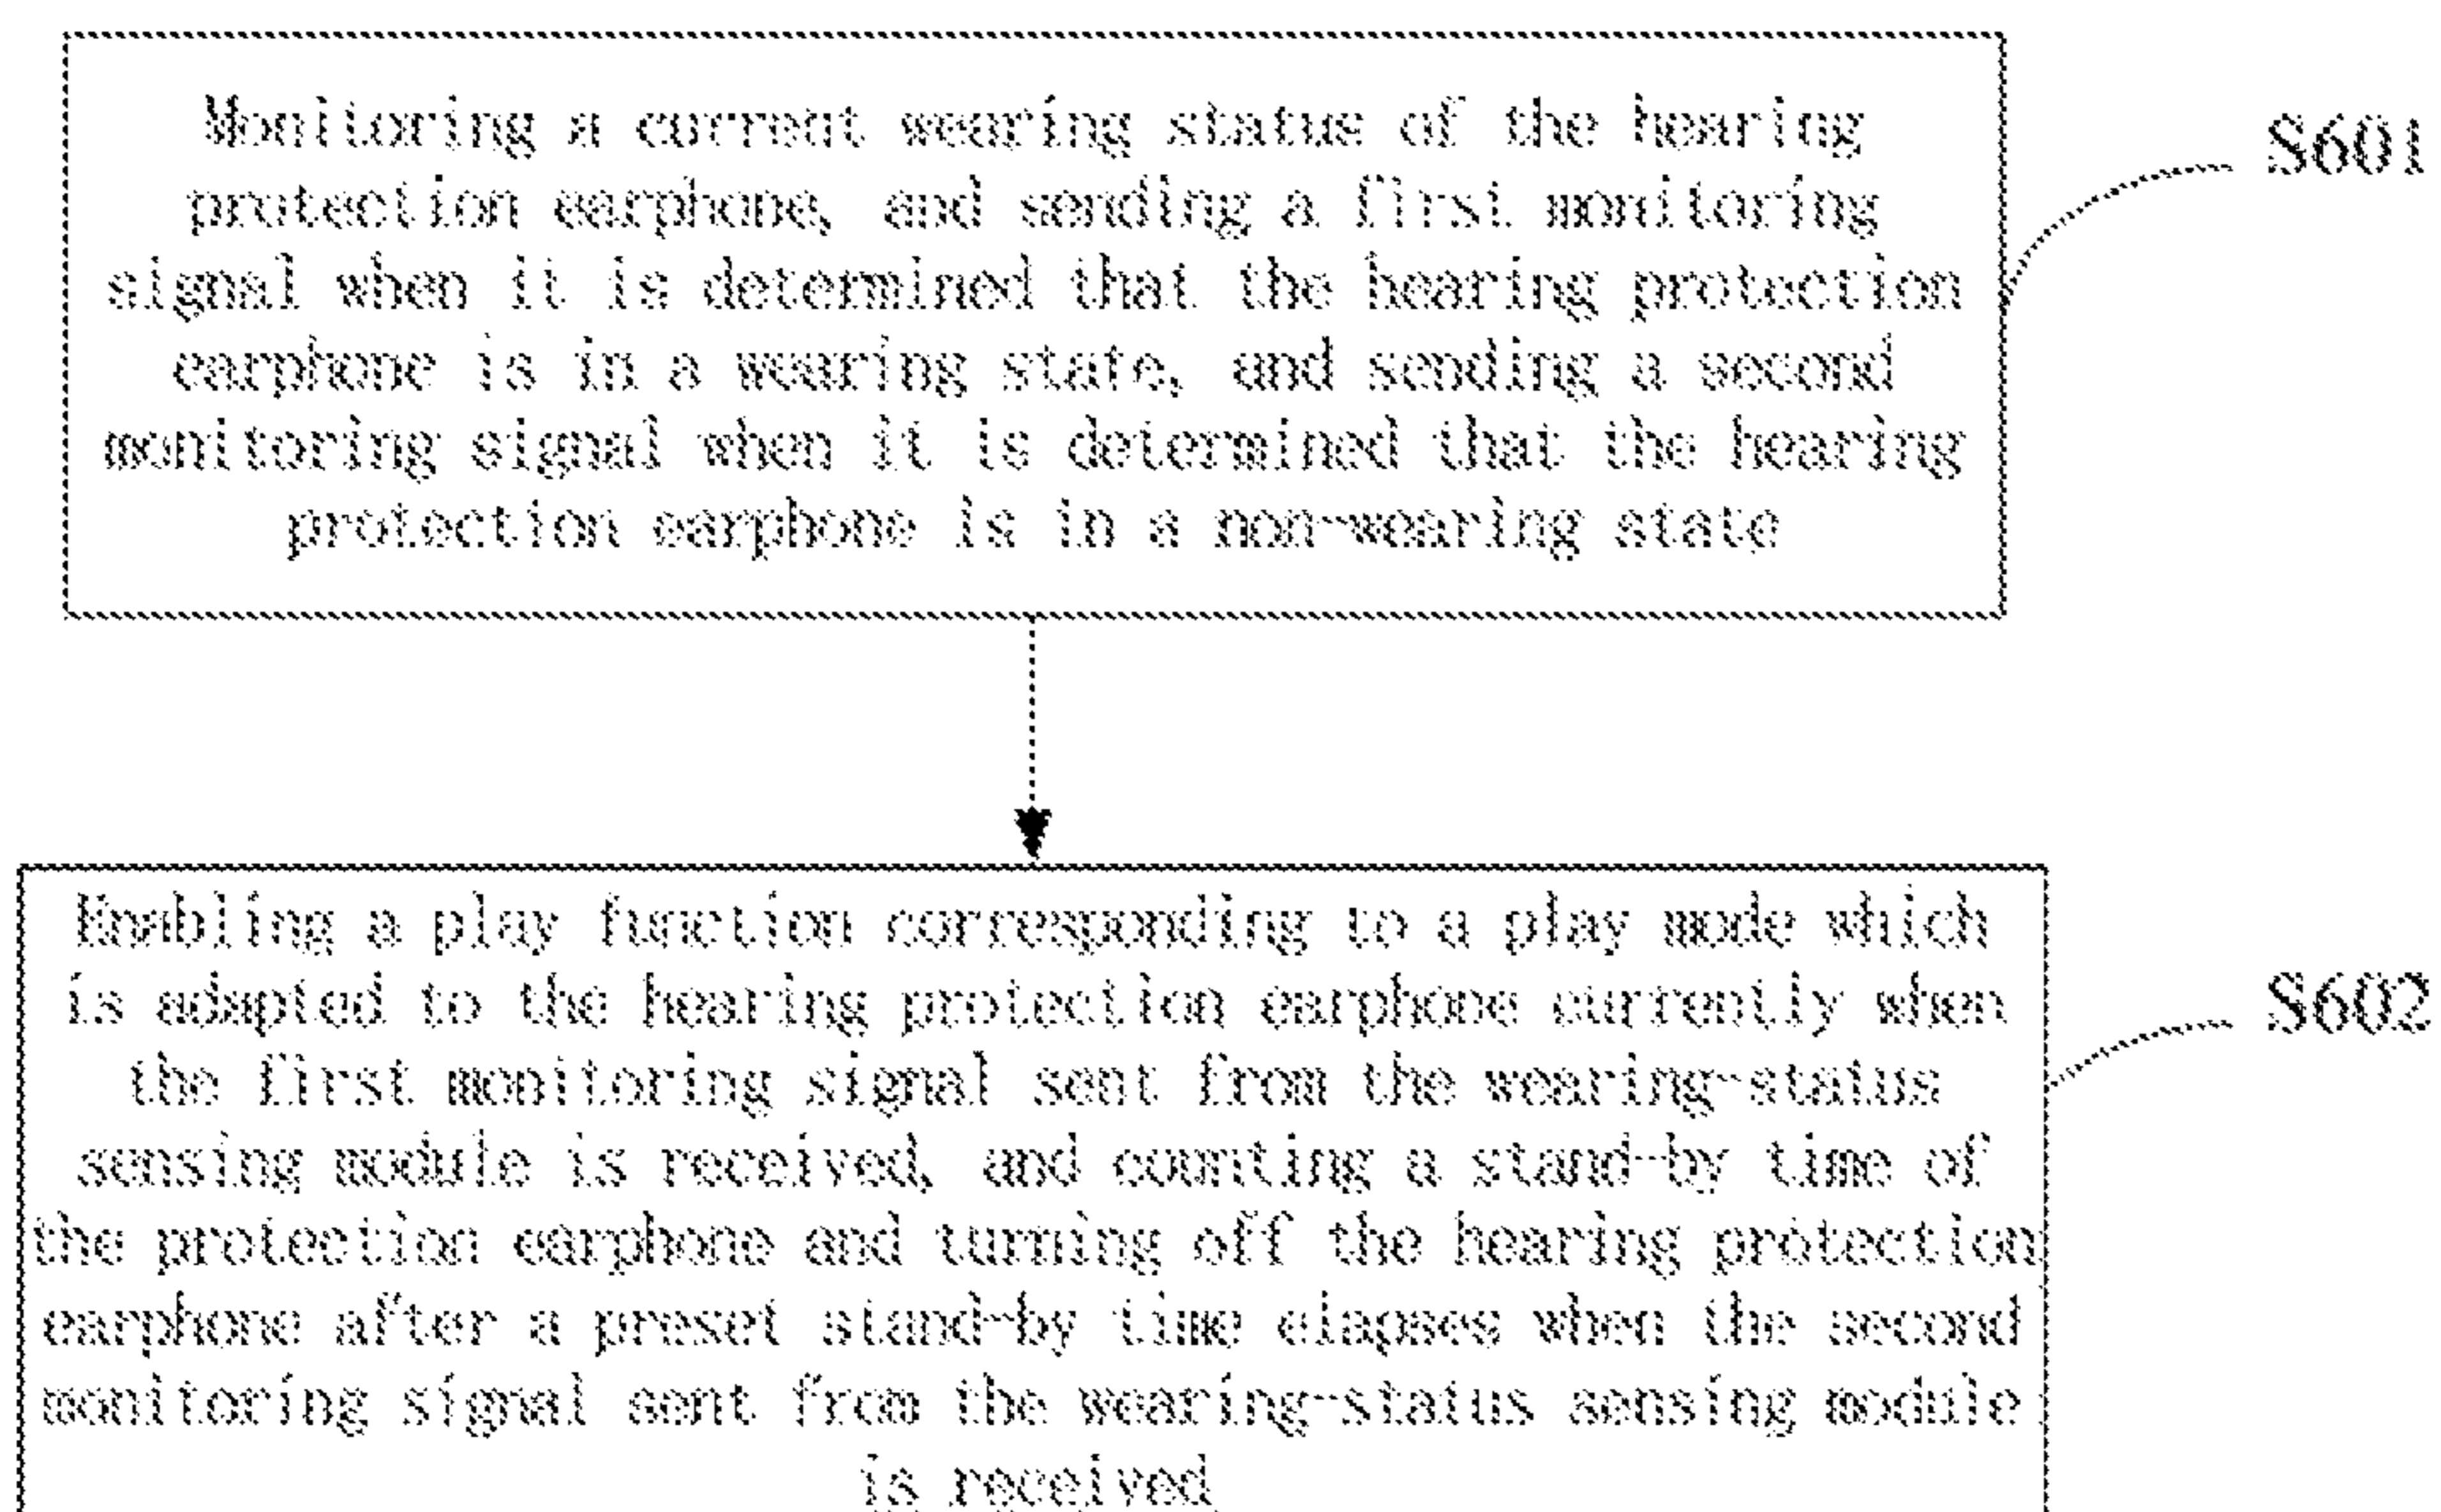 Monitoring a current wearing status of the hearing
protection earphone, and sending a first monitoring
signal when it is determined that the hearing protection
earphone is in a wearing state, and sending a second
monitoring signal when it is determined that the hearing
protection earphone is in a non-wearing state
S601
Enabling a play function corresponding to a play mode which
is adapted to the hearing protection earphone currently when
the first monitoring signal sent from the wearing-status
sensing module is received, and counting a stand-by time of
the protection earphone and turning off the hearing protection
earphone after a preset stand-by time elapses when the second
monitoring signal sent from the wearing-status sensing module
is received
S602